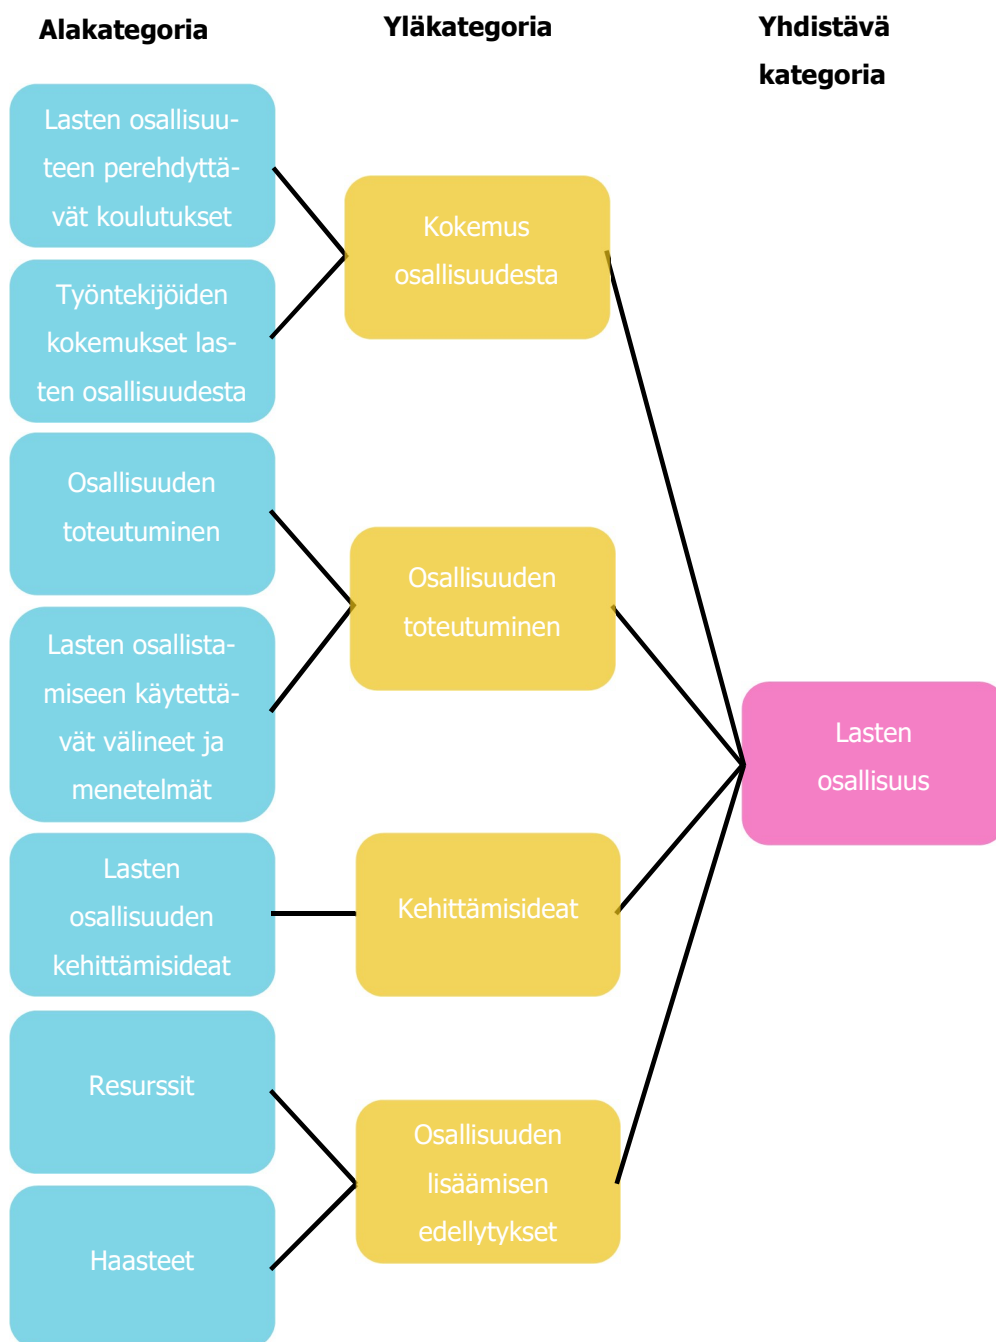 Alakategoria
Yläkategoria
Yhdistävä
kategoria
Lasten osallisuu-
teen perehdyttä-
vät koulutukset
Työntekijöiden
kokemukset las-
ten osallisuudesta
Osallisuuden
toteutuminen
Lasten osallista-
miseen käytettä-
vät välineet ja
menetelmät
Lasten
osallisuuden
kehittämisideat
Resurssit
Haasteet
Kokemus
osallisuudesta
Osallisuuden
toteutuminen
Kehittämisideat
Osallisuuden
lisäämisen
edellytykset
Lasten
osallisuus